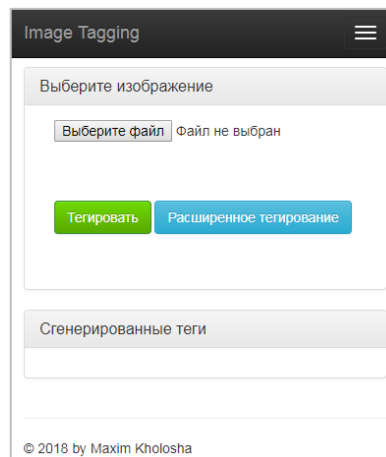 Image Tagging
Выберите изображение
Выберите файл Файл не выбран
Тегировать Расширенное тегирование
Сгенерированные теги
© 2018 by Maxim Kholosha